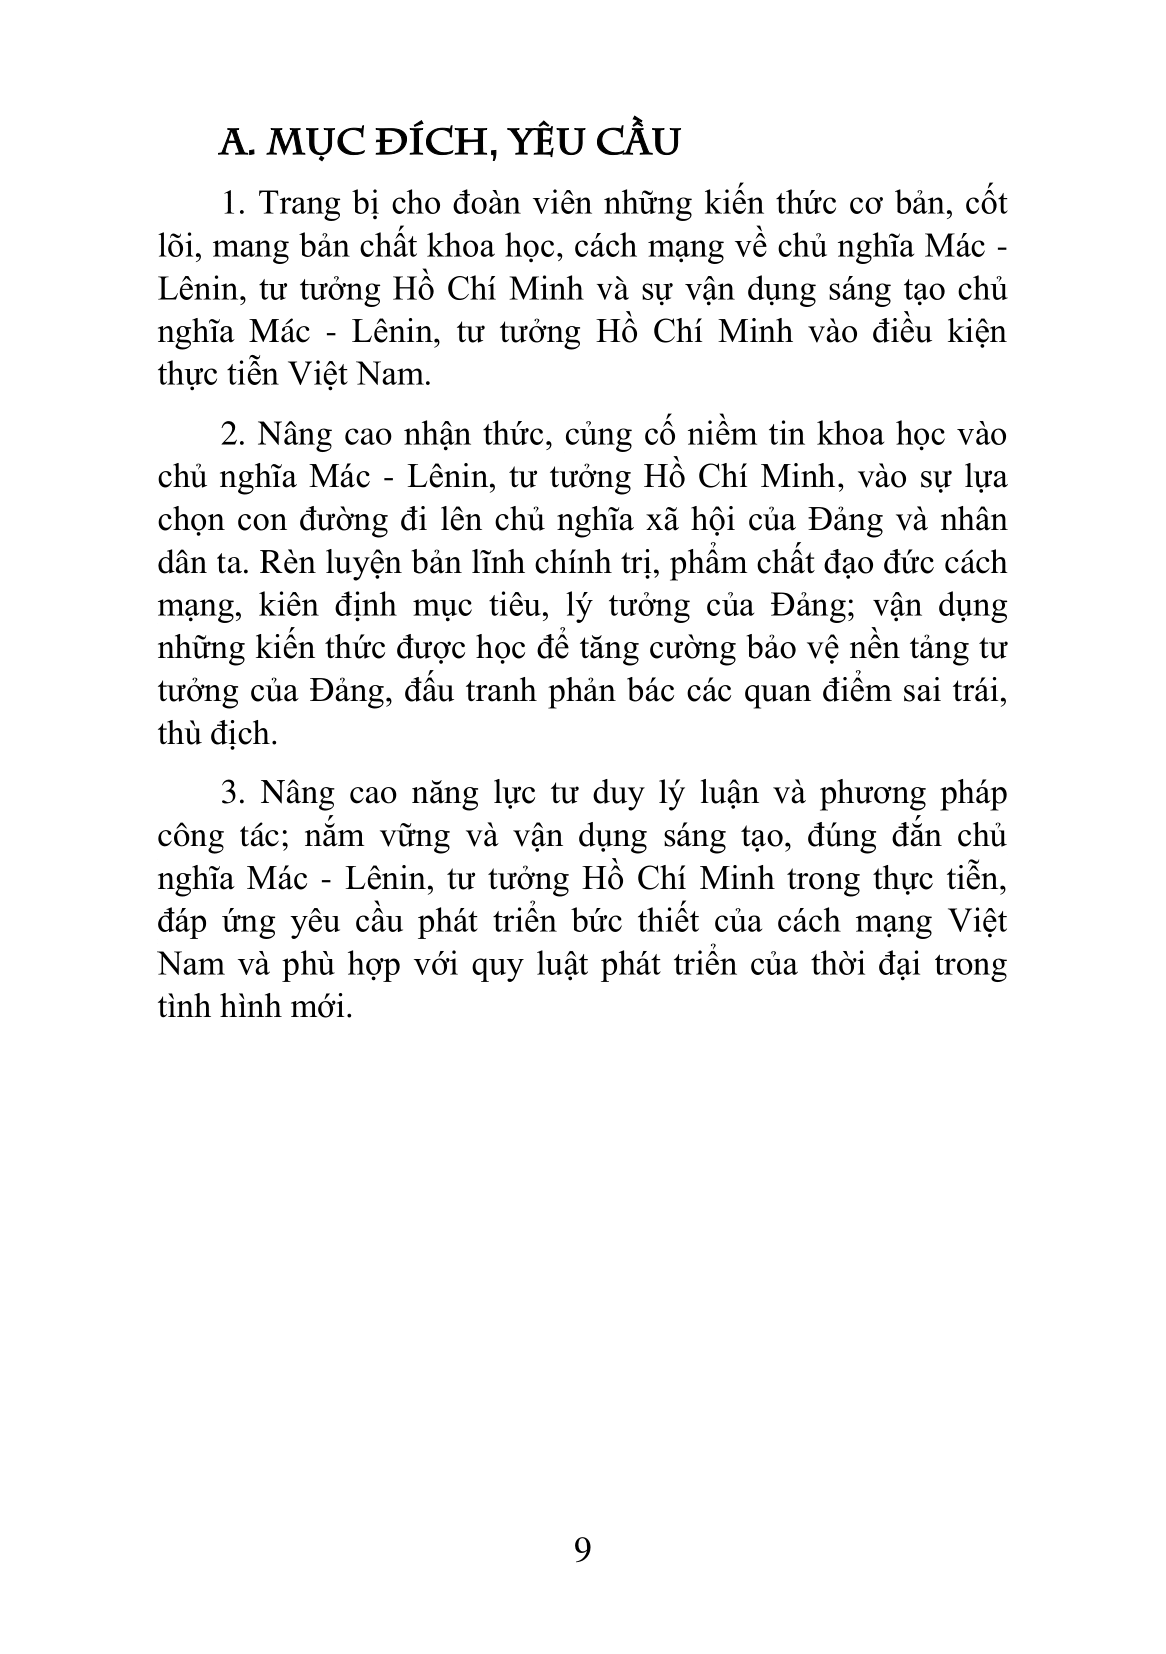 A. MỤC ĐÍCH, YÊU CẦU
1. Trang bị cho đoàn viên những kiến thức cơ bản, cốt
lõi, mang bản chất khoa học, cách mạng về chủ nghĩa Mác -
Lênin, tư tưởng Hồ Chí Minh và sự vận dụng sáng tạo chủ
nghĩa Mác - Lênin, tư tưởng Hồ Chí Minh vào điều kiện
thực tiễn Việt Nam.
2. Nâng cao nhận thức, củng cố niềm tin khoa học vào
chủ nghĩa Mác - Lênin, tư tưởng Hồ Chí Minh, vào sự lựa
chọn con đường đi lên chủ nghĩa xã hội của Đảng và nhân
dân ta. Rèn luyện bản lĩnh chính trị, phẩm chất đạo đức cách
mạng, kiên định mục tiêu, lý tưởng của Đảng; vận dụng
những kiến thức được học để tăng cường bảo vệ nền tảng tư
tưởng của Đảng, đấu tranh phản bác các quan điểm sai trái,
thù địch.
3. Nâng cao năng lực tư duy lý luận và phương pháp
công tác; nắm vững và vận dụng sáng tạo, đúng đắn chủ
nghĩa Mác - Lênin, tư tưởng Hồ Chí Minh trong thực tiễn,
đáp ứng yêu cầu phát triển bức thiết của cách mạng Việt
Nam và phù hợp với quy luật phát triển của thời đại trong
tình hình mới.
9